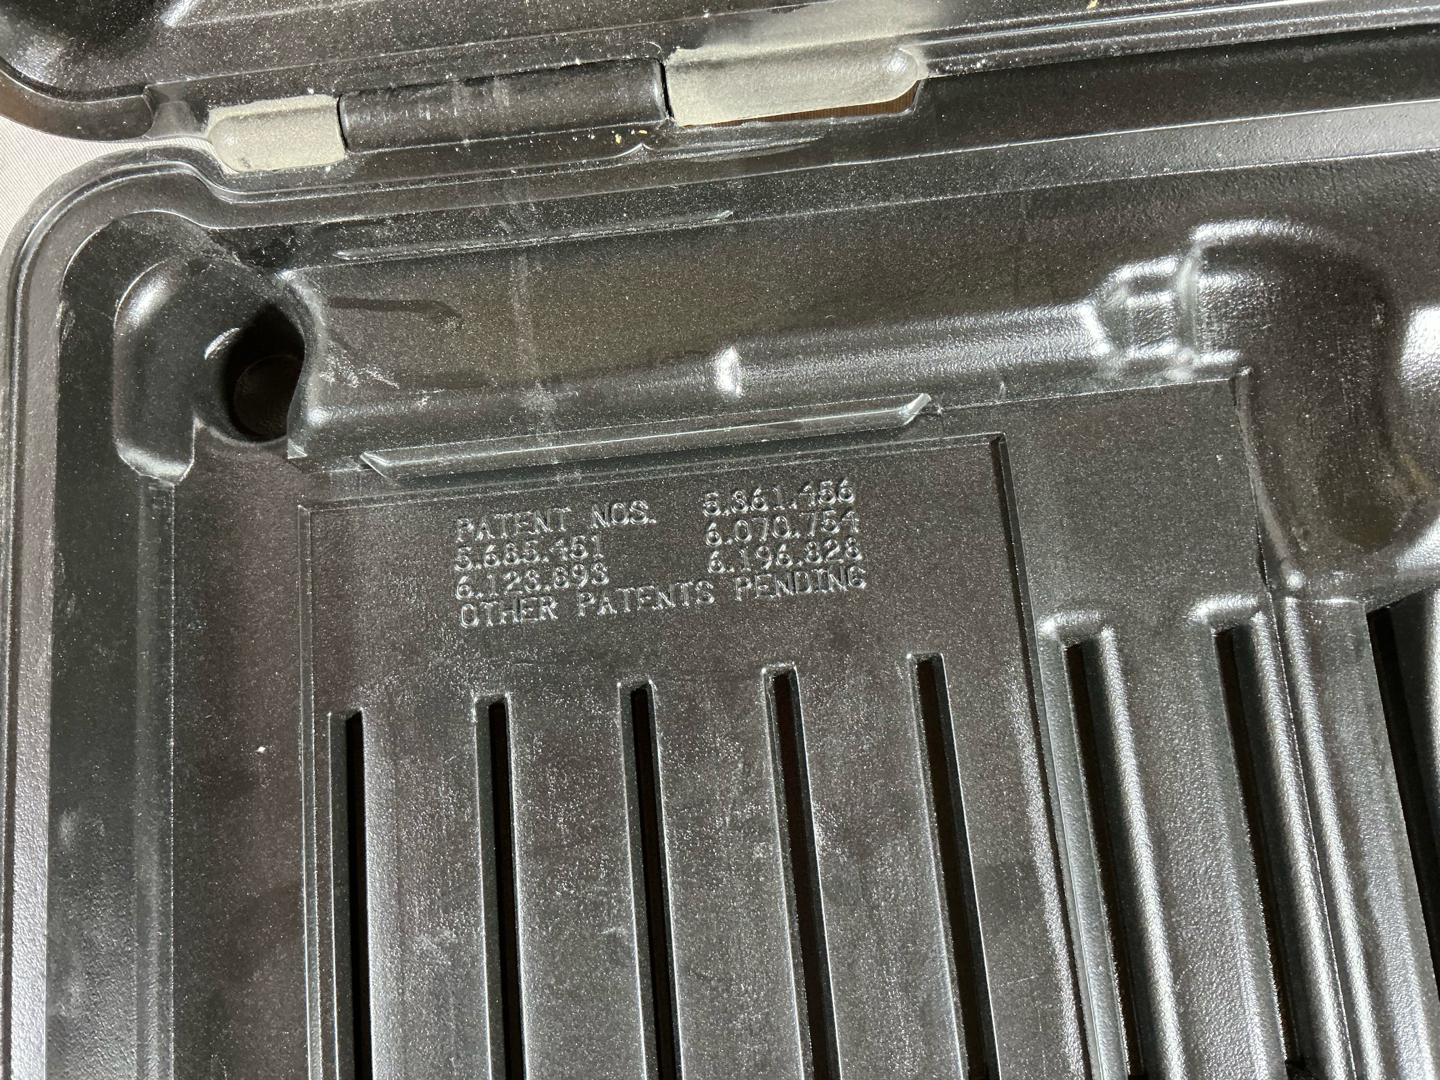 PATENT NOS. 5,361,456
5,685,451 6,070,754
6,123,693 6,196,828
OTHER PATENTS PENDING